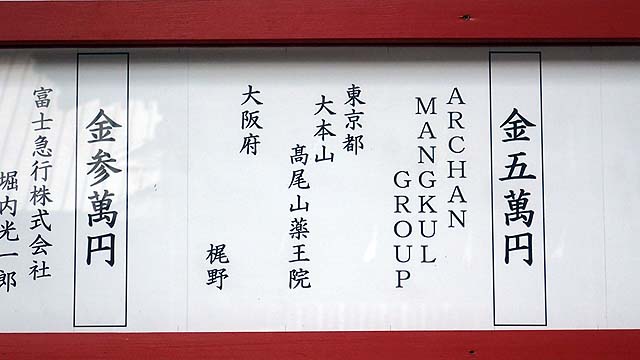 金五萬円
ARCHAN
MANGKUL
GROUP
東京都
大本山
髙尾山薬王院
大阪府
梶野
金参萬円
富士急行株式会社
堀内光一郎